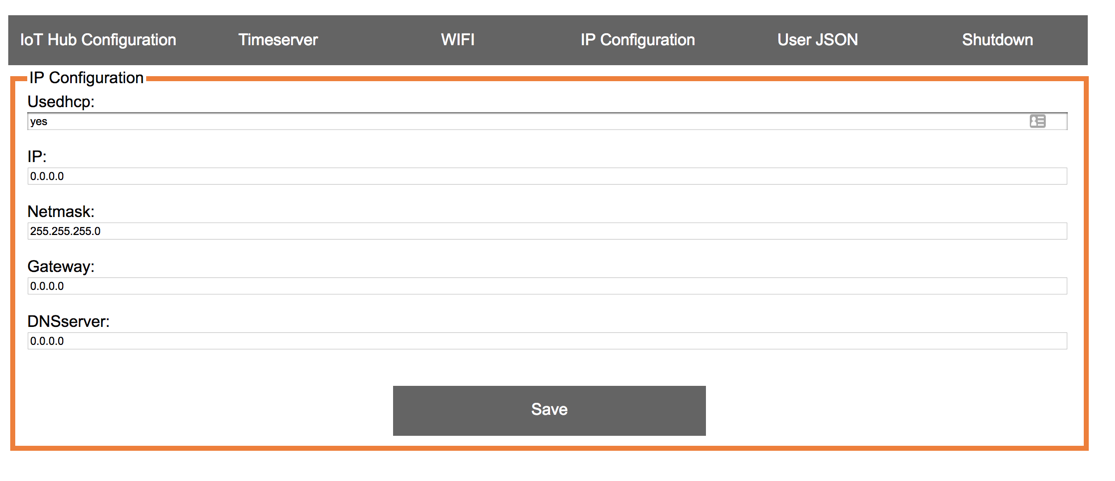 IoT Hub Configuration Timeserver WIFI IP Configuration User JSON Shutdown
IP Configuration
Usedhcp:
yes
IP:
0.0.0.0
Netmask:
255.255.255.0
Gateway:
0.0.0.0
DNSserver:
0.0.0.0
Save